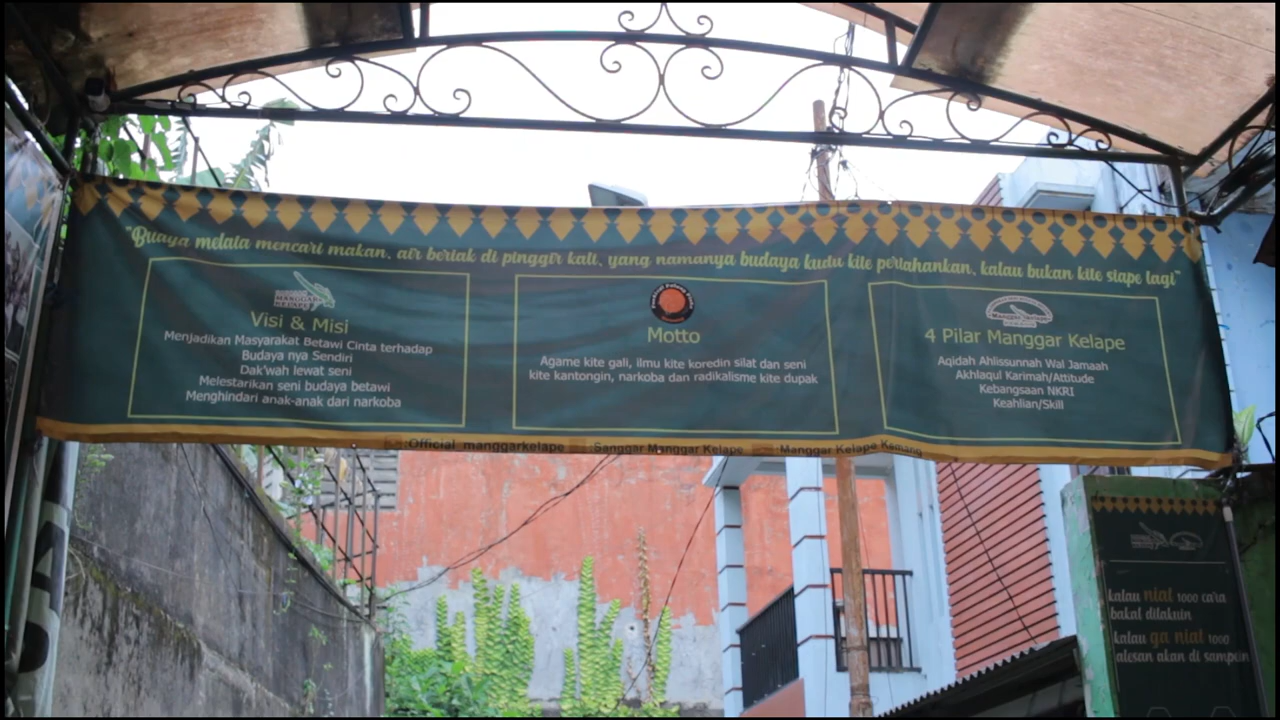 "Buaya melata mencari makan, air beriak di pinggir kali, yang namanya budaya kudu kite pertahankan, kalau bukan kite siape lagi"
MANGGAR
KELAPE
Visi & Misi
Menjadikan Masyarakat Betawi Cinta terhadap
Budaya nya Sendiri
Dak'wah lewat seni
Melestarikan seni budaya betawi
Menghindari anak-anak dari narkoba
Motto
Agame kite gali, ilmu kite koredin silat dan seni
kite kantongin, narkoba dan radikalisme kite dupak
Manggar Kelape
4 Pilar Manggar Kelape
Aqidah Ahlissunnah Wal Jamaah
Akhlaqul Karimah/Attitude
Kebangsaan NKRI
Keahlian/Skill
Official_manggarkelape Sanggar Manggar Kelape Manggar Kelape Kemang
kalau niat 1000 cara
bakal dilakuin
kalau ga niat 1000
alesan akan di sampein